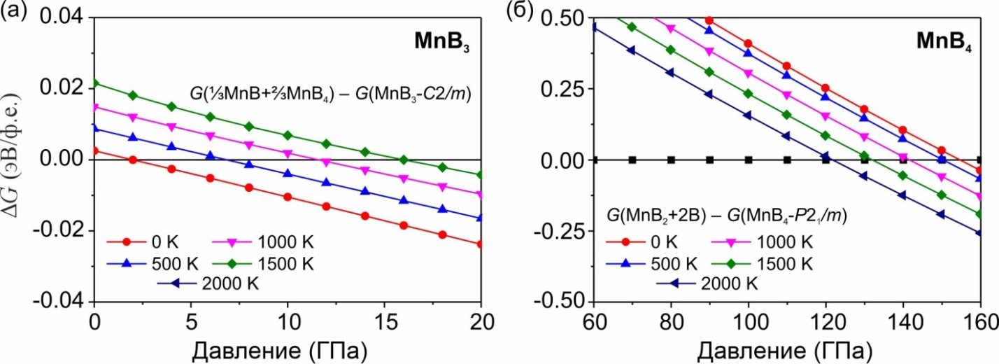 (а)
MnB₃
G(⅓MnB+⅔MnB₄) – G(MnB₃-C2/m)
ΔG (эВ/ф.е.)
0.04
0.02
0.00
-0.02
-0.04
0 K
1000 K
500 K
1500 K
2000 K
0 5 10 15 20
Давление (ГПа)
(б)
MnB₄
0.50
0.25
0.00
-0.25
-0.50
G(MnB₂+2B) – G(MnB₄-P2₁/m)
0 K
1000 K
500 K
1500 K
2000 K
60 80 100 120 140 160
Давление (ГПа)